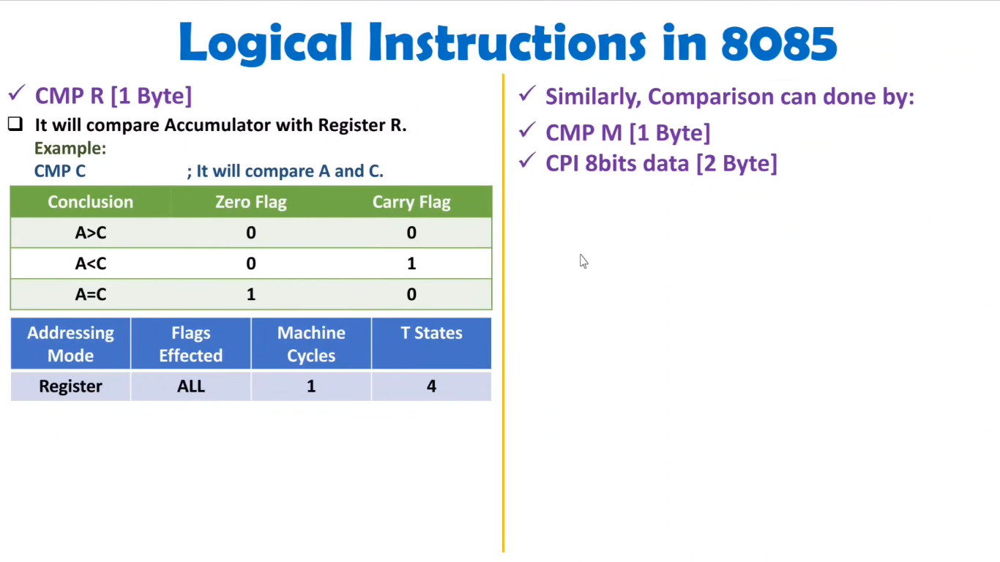 Logical Instructions in 8085
CMP R [1 Byte]
It will compare Accumulator with Register R.
Example:
CMP C ; It will compare A and C.
Conclusion Zero Flag Carry Flag
A>C 0 0
A<C 0 1
A=C 1 0
Addressing Mode Flags Effected Machine Cycles T States
Register ALL 1 4
Similarly, Comparison can done by:
CMP M [1 Byte]
CPI 8bits data [2 Byte]